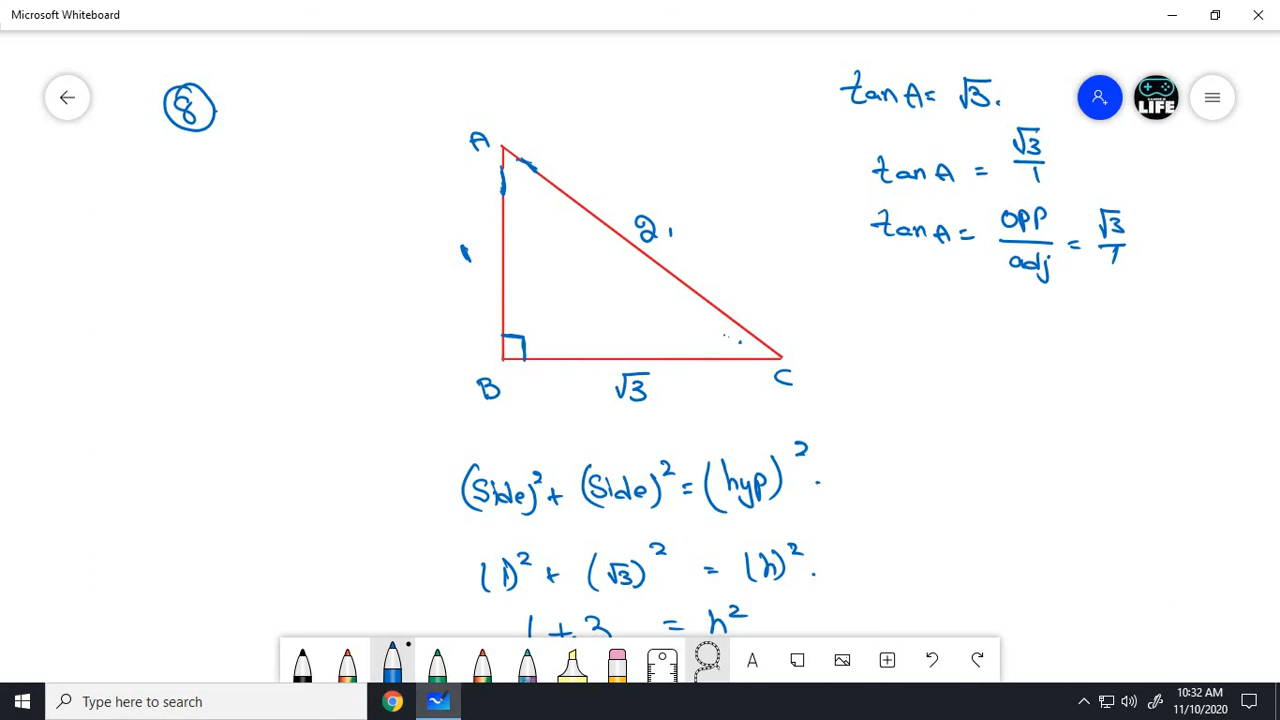 Microsoft Whiteboard
8
tan A = √3.
tan A = √3/1
tan A = opp/adj = √3/1
LIFE
A
2
1
B
√3
C
(Side)² + (Side)² = (hyp)².
(1)² + (√3)² = (h)².
1 + 3 = h²
A
Type here to search
10:32 AM
11/10/2020